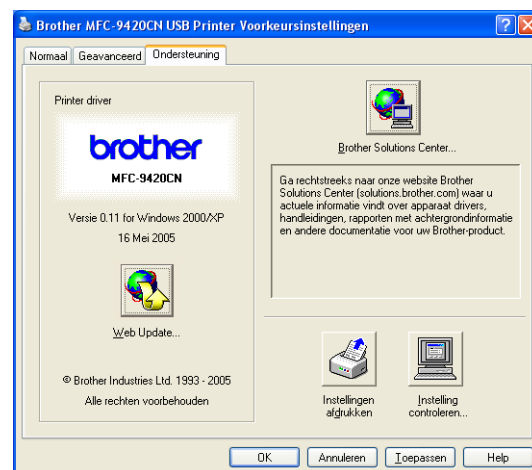 Brother MFC-9420CN USB Printer Voorkeursinstellingen
Normaal
Geavanceerd
Ondersteuning
Printer driver
brother
MFC-9420CN
Versie 0.11 for Windows 2000/XP
16 Mei 2005
Web Update...
© Brother Industries Ltd. 1993 - 2005
Alle rechten voorbehouden
Brother Solutions Center...
Ga rechtstreeks naar onze website Brother
Solutions Center (solutions.brother.com) waar u
actuele informatie vindt over apparaat drivers,
handleidingen, rapporten met achtergrondinformatie
en andere documentatie voor uw Brother-product.
Instellingen
afdrukken
Instelling
controleren...
OK
Annuleren
Toepassen
Help